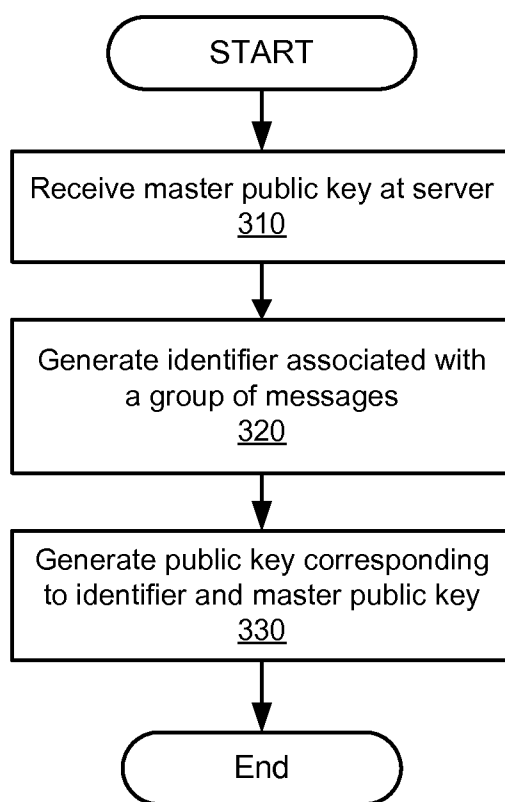 START
Receive master public key at server
310
Generate identifier associated with
a group of messages
320
Generate public key corresponding
to identifier and master public key
330
End